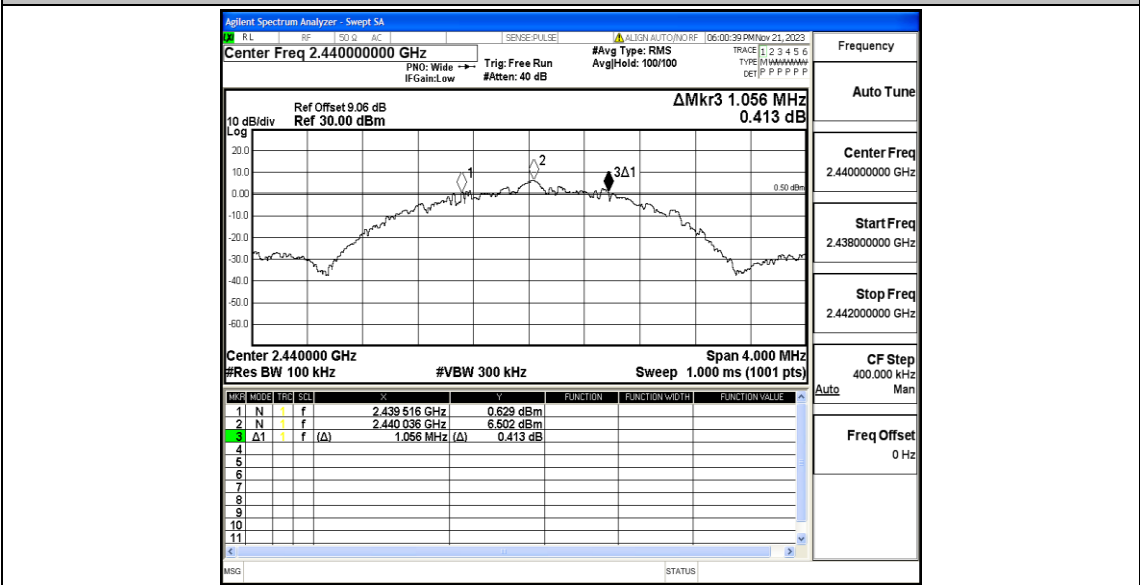 Agilent Spectrum Analyzer - Swept SA
RL RF 50 Ω AC SENSE:PULSE ALIGN AUTO/NO RF 06:00:39 PM Nov 21, 2023
Center Freq 2.440000000 GHz
PNO: Wide
IFGain:Low
Trig: Free Run
#Atten: 40 dB
#Avg Type: RMS
Avg|Hold: 100/100
TRACE 1 2 3 4 5 6
TYPE M W W W W W
DET P P P P P P
ΔMkr3 1.056 MHz
0.413 dB
Ref Offset 9.06 dB
10 dB/div Ref 30.00 dBm
Log
20.0
10.0
0.00
-10.0
-20.0
-30.0
-40.0
-50.0
-60.0
1
2
3Δ1
0.50 dBm
Center 2.440000 GHz Span 4.000 MHz
#Res BW 100 kHz #VBW 300 kHz Sweep 1.000 ms (1001 pts)
MKR MODE TRC SCL X Y FUNCTION FUNCTION WIDTH FUNCTION VALUE
1 N 1 f 2.439 516 GHz 0.629 dBm
2 N 1 f 2.440 036 GHz 6.502 dBm
3 Δ1 1 f (Δ) 1.056 MHz (Δ) 0.413 dB
4
5
6
7
8
9
10
11
MSG STATUS
Frequency
Auto Tune
Center Freq
2.440000000 GHz
Start Freq
2.438000000 GHz
Stop Freq
2.442000000 GHz
CF Step
400.000 kHz
Auto Man
Freq Offset
0 Hz